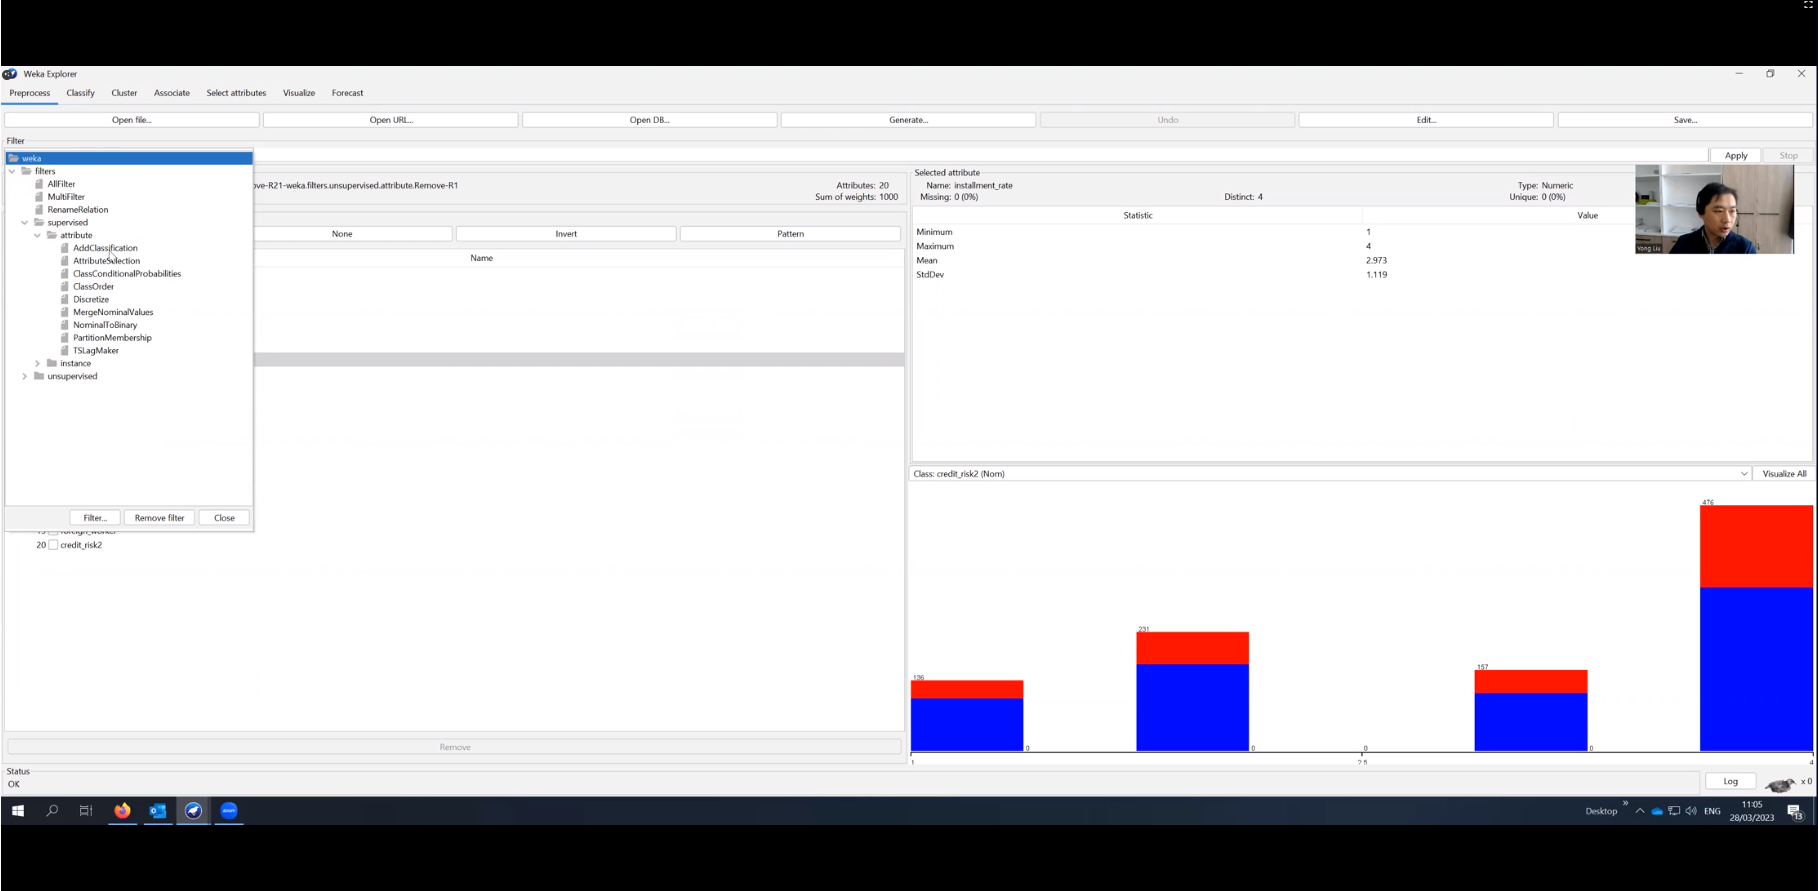 Weka Explorer
Preprocess Classify Cluster Associate Select attributes Visualize Forecast
Open file... Open URL... Open DB... Generate... Undo Edit... Save...
Filter
Apply Stop
weka
filters
AllFilter
MultiFilter
RenameRelation
supervised
attribute
AddClassification
AttributeSelection
ClassConditionalProbabilities
ClassOrder
Discretize
MergeNominalValues
NominalToBinary
PartitionMembership
TSLagMaker
instance
unsupervised
Filter... Remove filter Close
ove-R21-weka.filters.unsupervised.attribute.Remove-R1
Attributes: 20
Sum of weights: 1000
None Invert Pattern
Name
19 foreign_worker
20 credit_risk2
Remove
Selected attribute
Name: installment_rate Type: Numeric
Missing: 0 (0%) Distinct: 4 Unique: 0 (0%)
Statistic Value
Minimum 1
Maximum 4
Mean 2.973
StdDev 1.119
Yong Liu
Class: credit_risk2 (Nom) Visualize All
476
231
157
136
0 0 0 0
1 2.5 4
Status
OK
Log x 0
Desktop ENG 11:05
28/03/2023
13
zoom